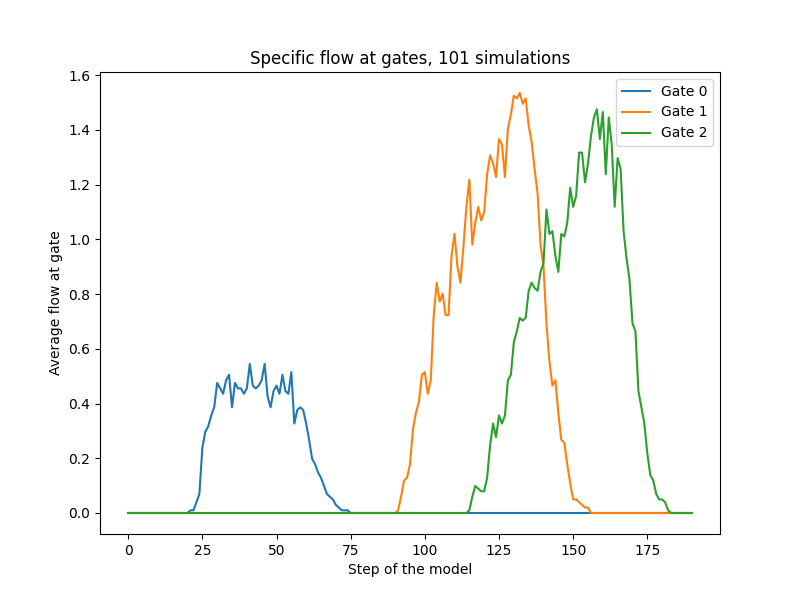 Specific flow at gates, 101 simulations
Average flow at gate
1.6
1.4
1.2
1.0
0.8
0.6
0.4
0.2
0.0
Gate 0
Gate 1
Gate 2
0
25
50
75
100
125
150
175
Step of the model